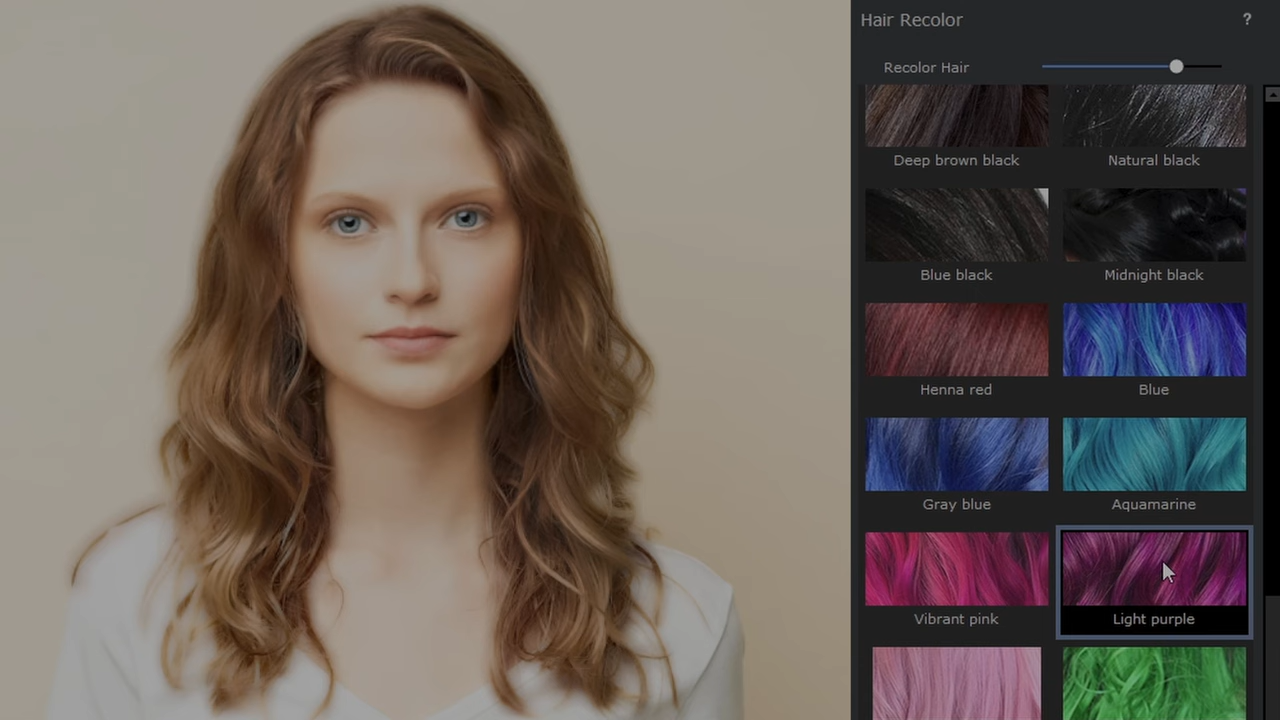 Hair Recolor ?
Recolor Hair
Deep brown black
Natural black
Blue black
Midnight black
Henna red
Blue
Gray blue
Aquamarine
Vibrant pink
Light purple